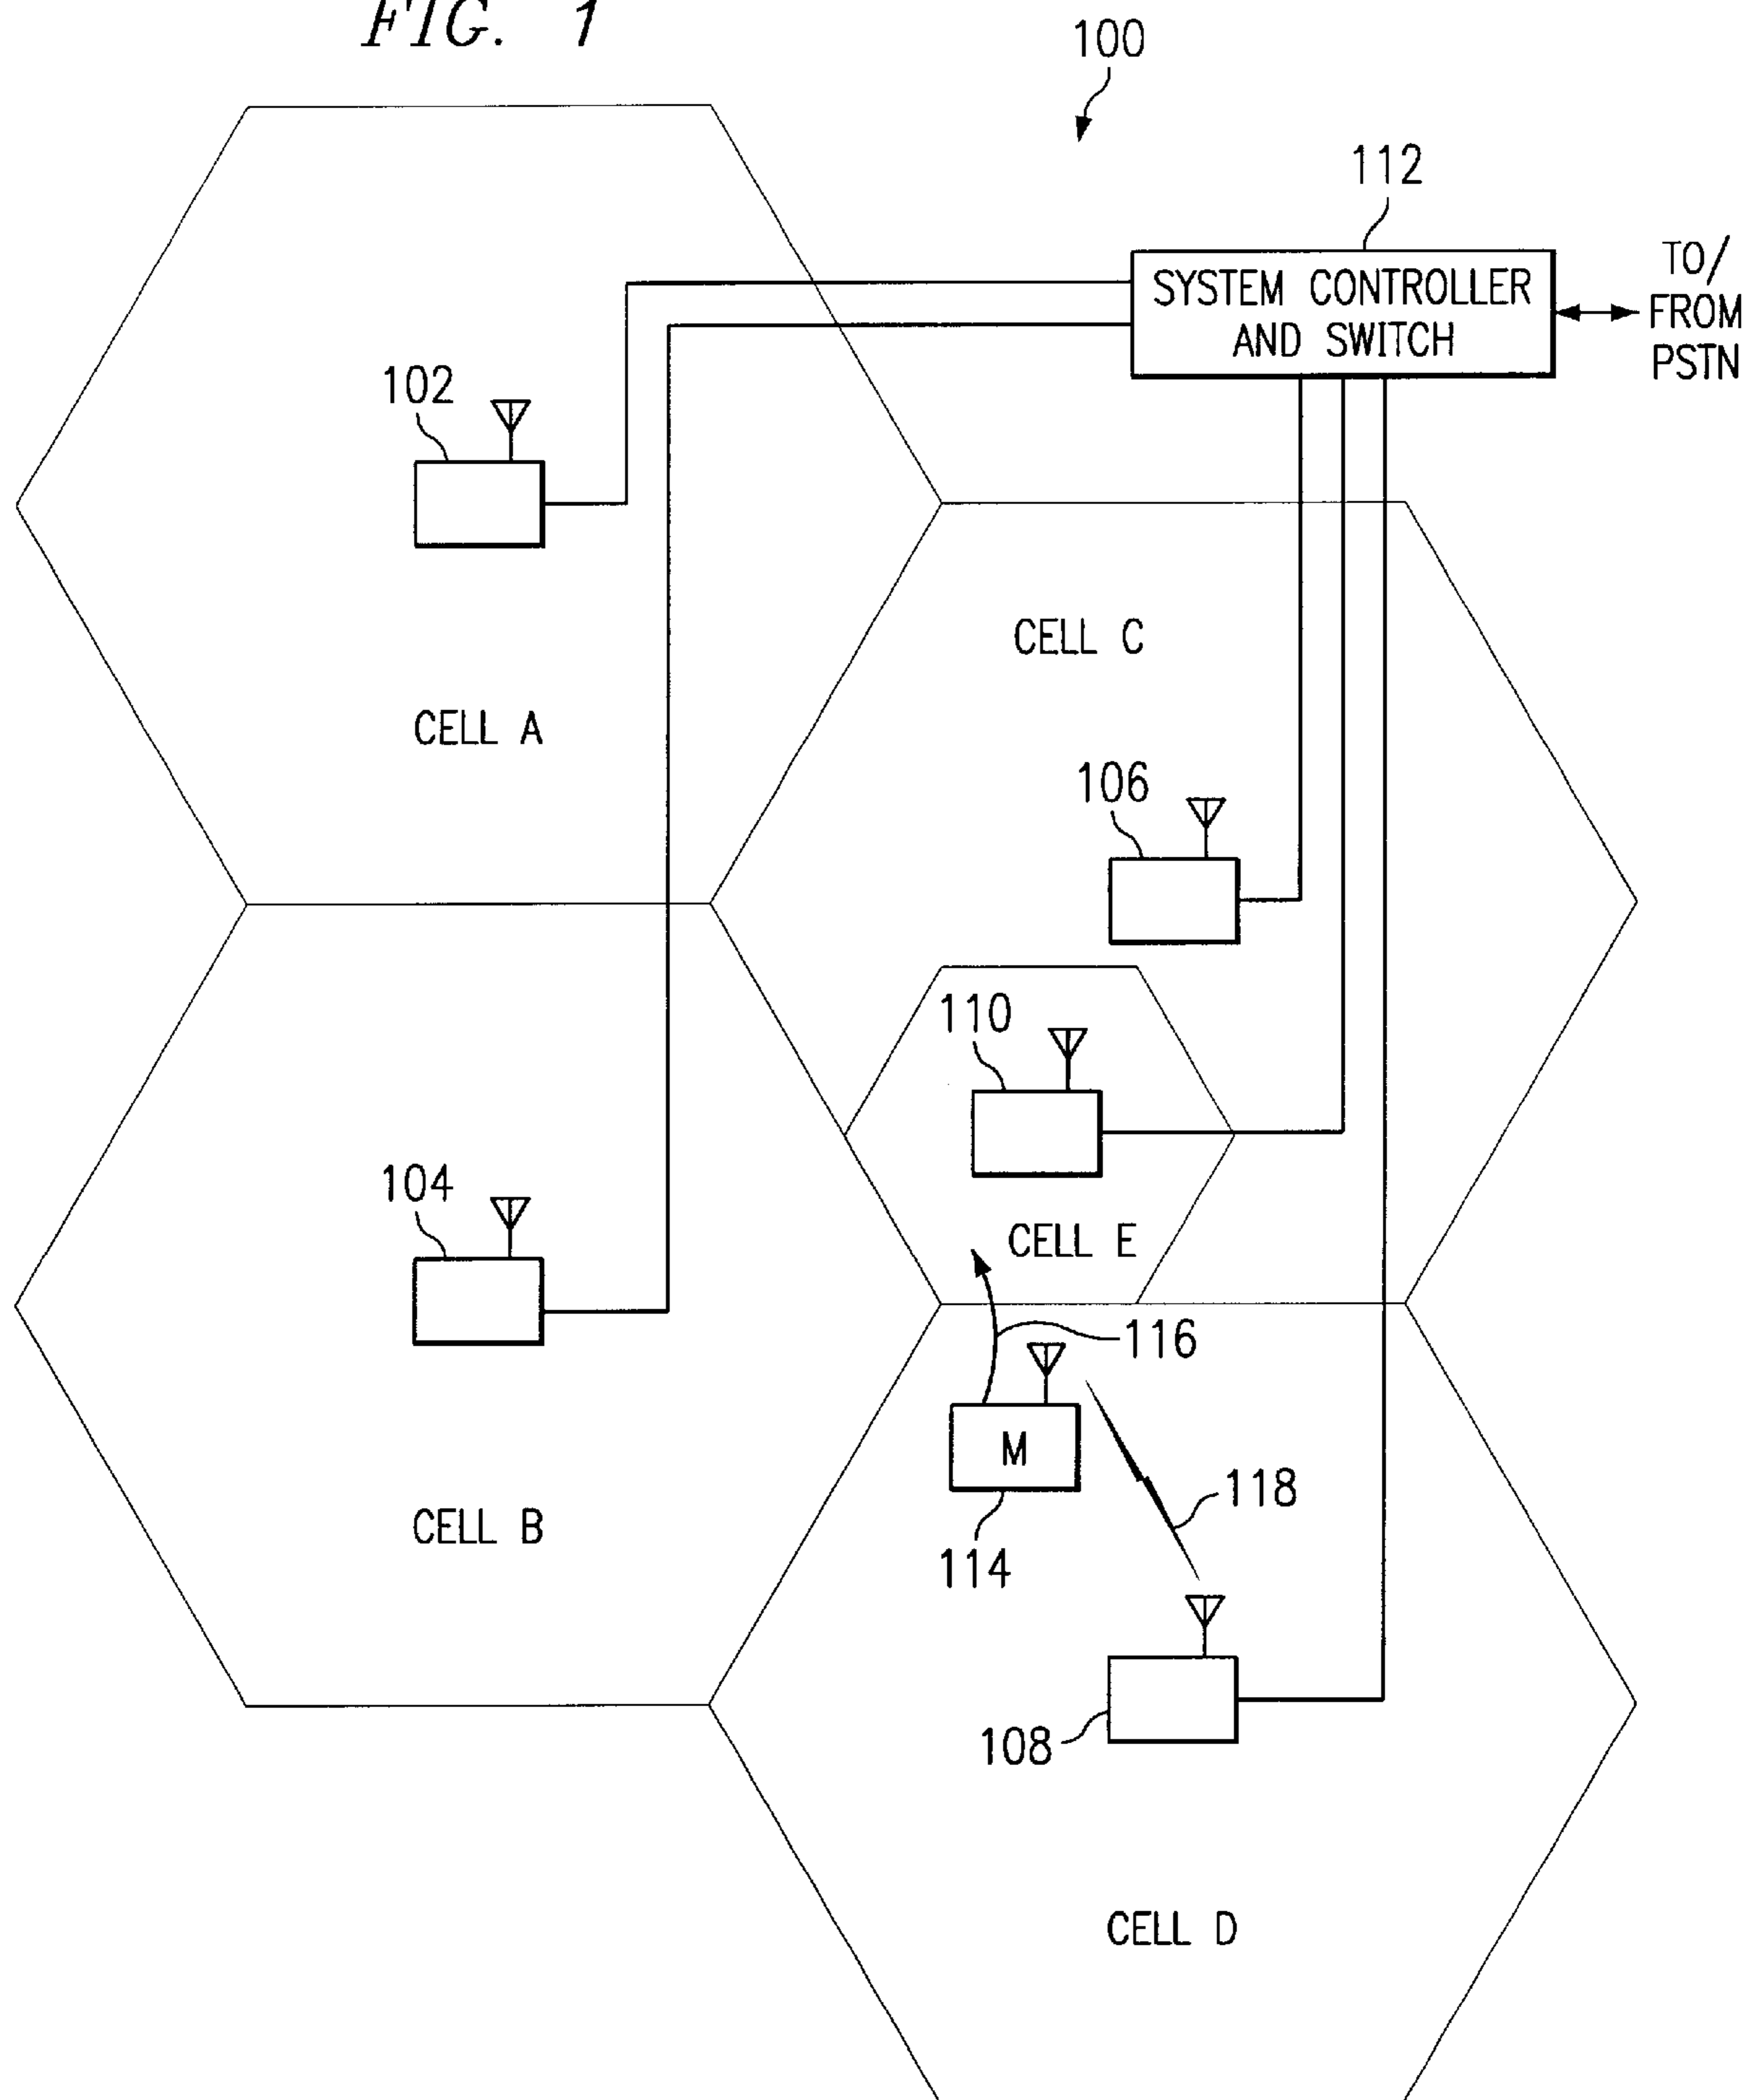 FIG. 1
100
112
SYSTEM CONTROLLER
AND SWITCH
TO/
FROM
PSTN
102
CELL C
CELL A
106
110
104
CELL E
116
M
118
CELL B
114
108
CELL D